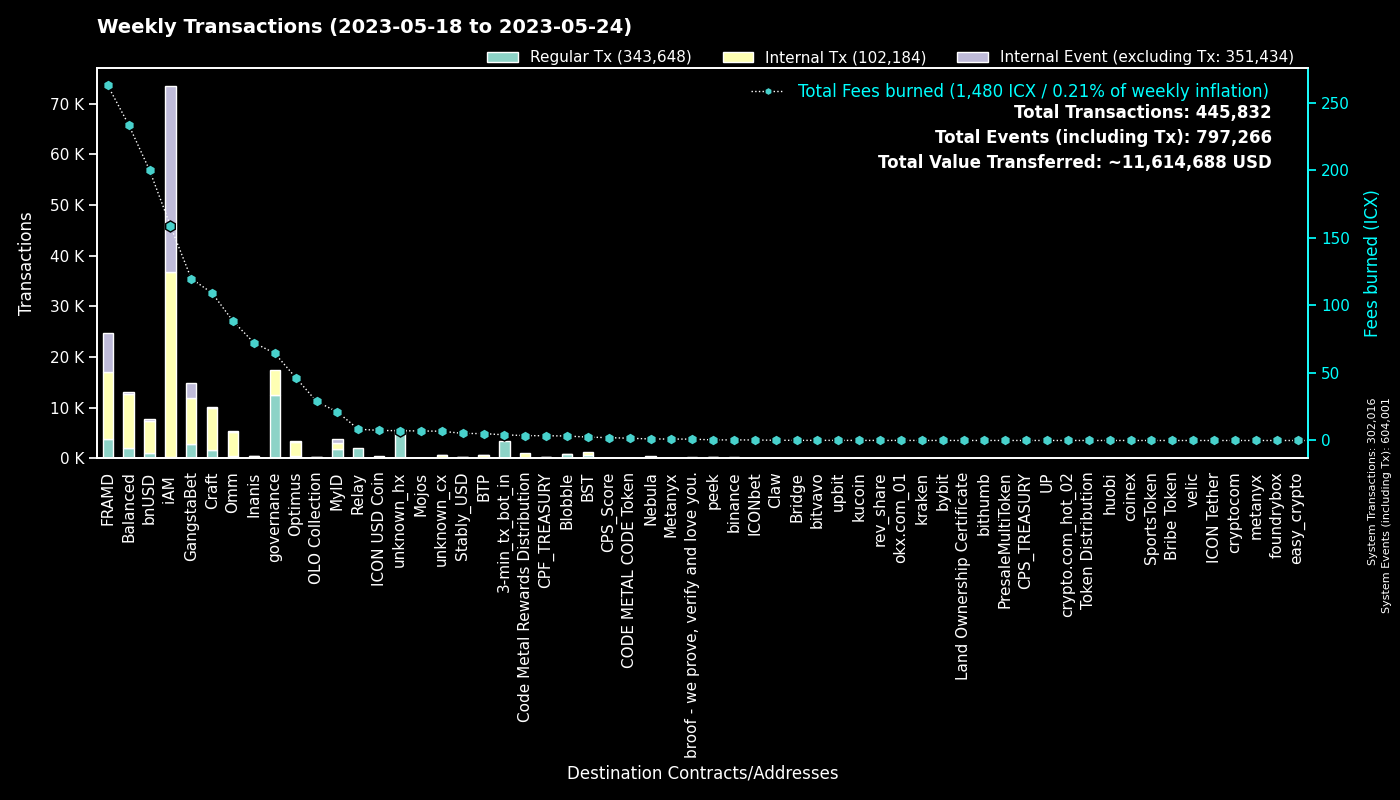 Weekly Transactions (2023-05-18 to 2023-05-24)
Regular Tx (343,648)
Internal Tx (102,184)
Internal Event (excluding Tx: 351,434)
Total Fees burned (1,480 ICX / 0.21% of weekly inflation)
Total Transactions: 445,832
Total Events (including Tx): 797,266
Total Value Transferred: ~11,614,688 USD
Transactions
70 K
60 K
50 K
40 K
30 K
20 K
10 K
0 K
250
200
150
100
50
0
Fees burned (ICX)
System Transactions: 302,016
System Events (including Tx): 604,001
FRAMD
Balanced
bnUSD
iAM
GangstaBet
Craft
Omm
Inanis
governance
Optimus
OLO Collection
MyID
Relay
ICON USD Coin
unknown_hx
Mojos
unknown_cx
Stably_USD
BTP
3-min_tx_bot_in
Code Metal Rewards Distribution
CPF_TREASURY
Blobble
BST
CPS_Score
CODE METAL CODE Token
Nebula
Metanyx
broof - we prove, verify and love you.
peek
binance
ICONbet
Claw
Bridge
bitvavo
upbit
kucoin
rev_share
okx.com_01
kraken
bybit
Land Ownership Certificate
bithumb
PresaleMultiToken
CPS_TREASURY
UP
crypto.com_hot_02
Token Distribution
huobi
coinex
SportsToken
Bribe Token
velic
ICON Tether
cryptocom
metanyx
foundrybox
easy_crypto
Destination Contracts/Addresses